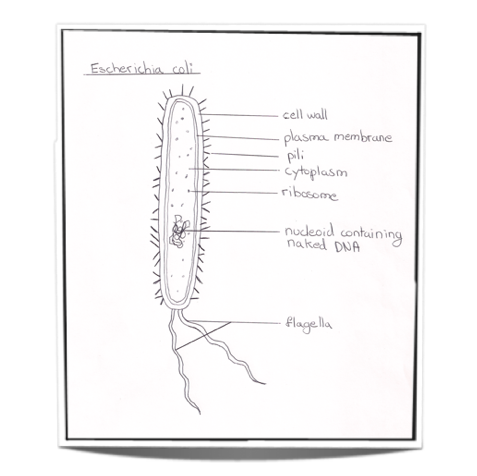 Escherichia coli
cell wall
plasma membrane
pili
cytoplasm
ribosome
nucleoid containing
naked DNA
flagella